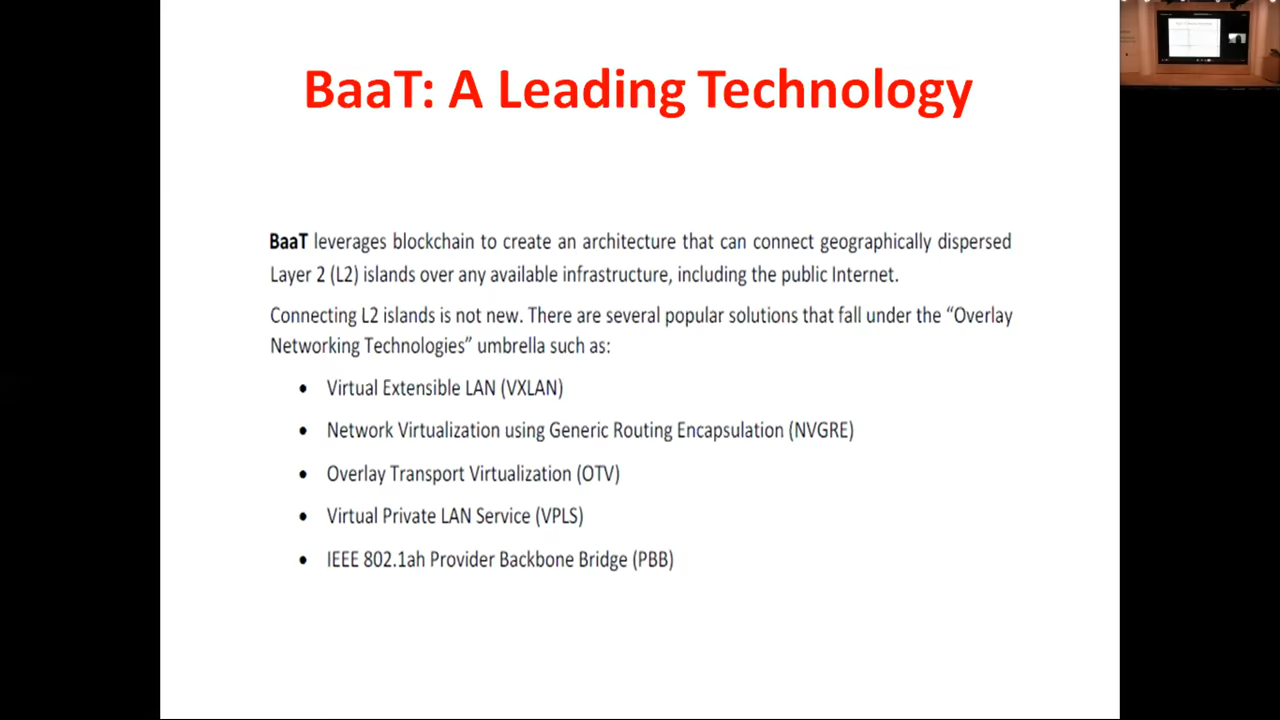 BaaT: A Leading Technology
BaaT leverages blockchain to create an architecture that can connect geographically dispersed
Layer 2 (L2) islands over any available infrastructure, including the public Internet.
Connecting L2 islands is not new. There are several popular solutions that fall under the “Overlay
Networking Technologies” umbrella such as:
• Virtual Extensible LAN (VXLAN)
• Network Virtualization using Generic Routing Encapsulation (NVGRE)
• Overlay Transport Virtualization (OTV)
• Virtual Private LAN Service (VPLS)
• IEEE 802.1ah Provider Backbone Bridge (PBB)